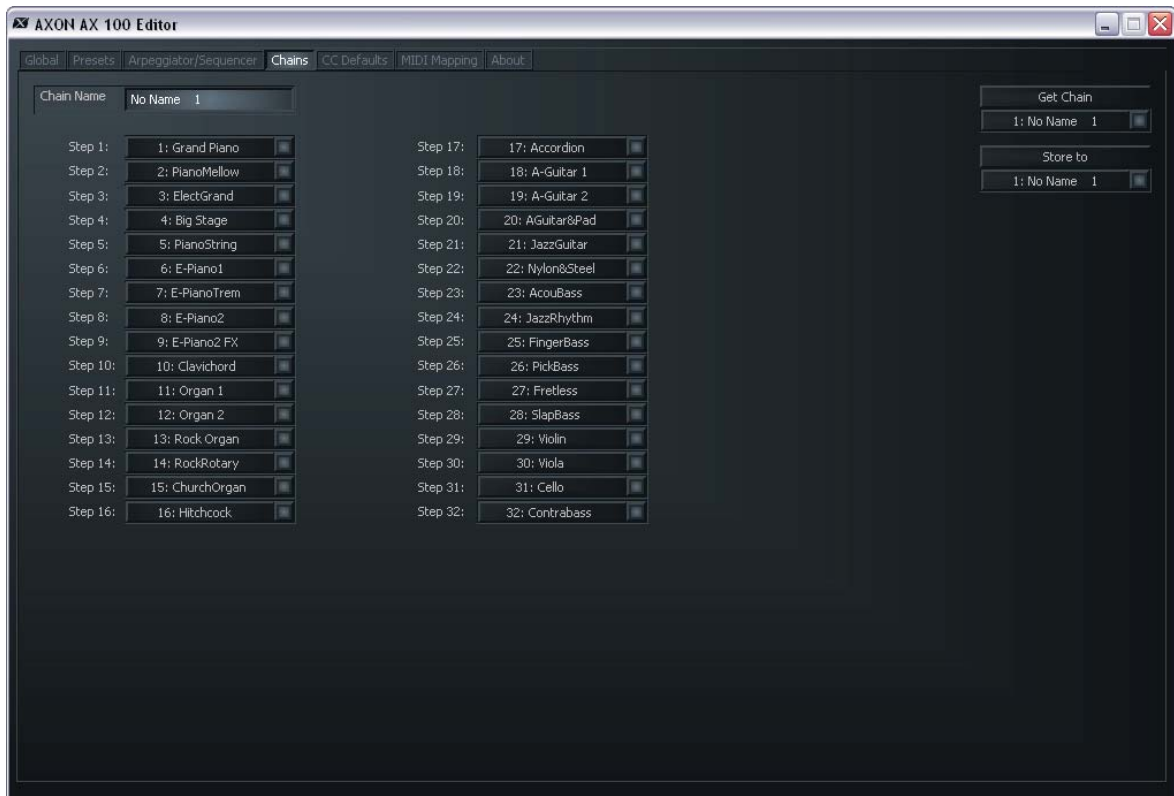 AXON AX 100 Editor
Global Presets Arpeggiator/Sequencer Chains CC Defaults MIDI Mapping About
Chain Name No Name 1
Step 1: 1: Grand Piano
Step 2: 2: PianoMellow
Step 3: 3: ElectGrand
Step 4: 4: Big Stage
Step 5: 5: PianoString
Step 6: 6: E-Piano1
Step 7: 7: E-PianoTrem
Step 8: 8: E-Piano2
Step 9: 9: E-Piano2 FX
Step 10: 10: Clavichord
Step 11: 11: Organ 1
Step 12: 12: Organ 2
Step 13: 13: Rock Organ
Step 14: 14: RockRotary
Step 15: 15: ChurchOrgan
Step 16: 16: Hitchcock
Step 17: 17: Accordion
Step 18: 18: A-Guitar 1
Step 19: 19: A-Guitar 2
Step 20: 20: AGuitar&Pad
Step 21: 21: JazzGuitar
Step 22: 22: Nylon&Steel
Step 23: 23: AcouBass
Step 24: 24: JazzRhythm
Step 25: 25: FingerBass
Step 26: 26: PickBass
Step 27: 27: Fretless
Step 28: 28: SlapBass
Step 29: 29: Violin
Step 30: 30: Viola
Step 31: 31: Cello
Step 32: 32: Contrabass
Get Chain
1: No Name 1
Store to
1: No Name 1